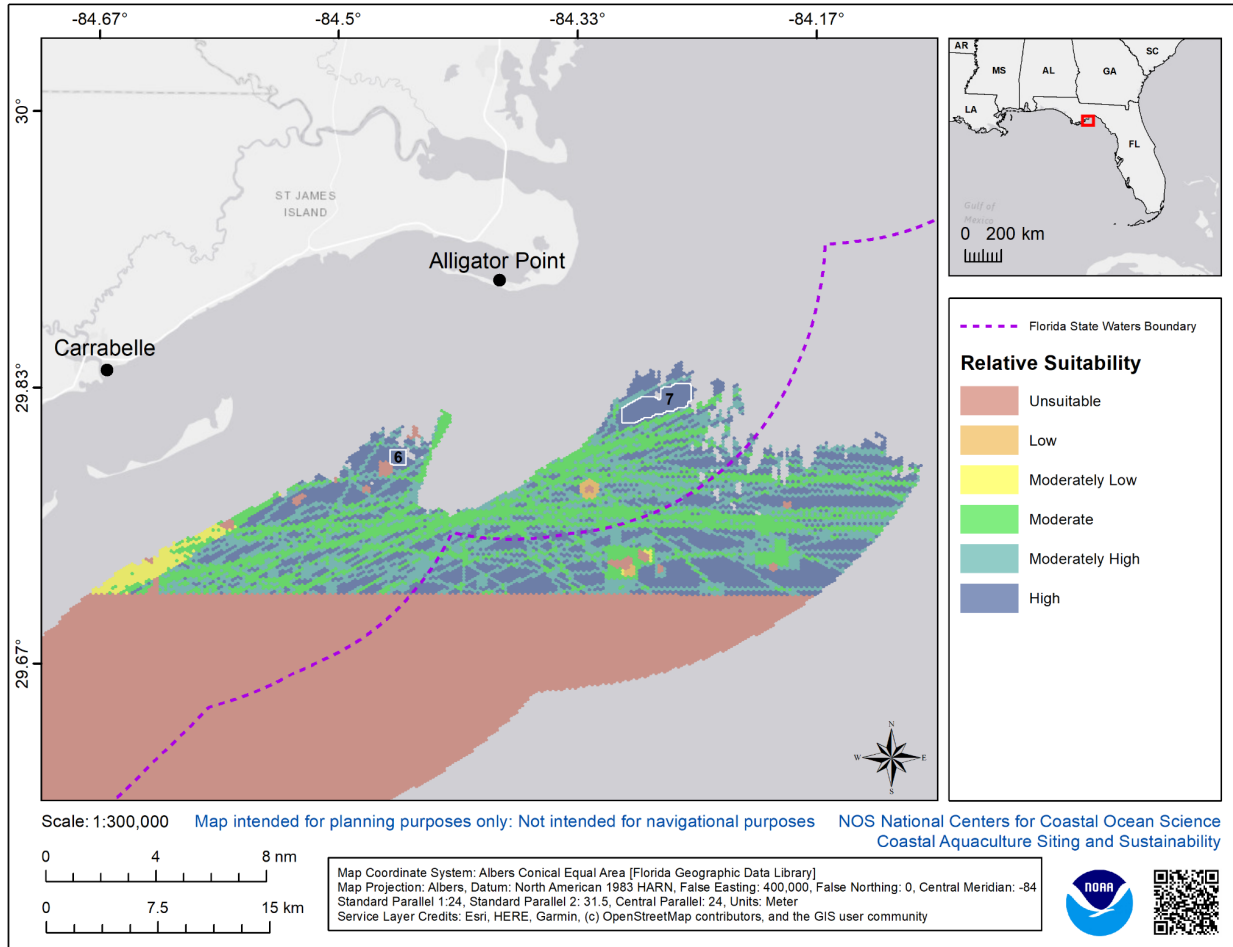 -84.67°
-84.5°
-84.33°
-84.17°
30°
29.83°
29.67°
ST JAMES
ISLAND
Alligator Point
Carrabelle
7
6
N
W
E
S
AR
MS
AL
GA
SC
LA
FL
Gulf of
Mexico
0 200 km
Florida State Waters Boundary
Relative Suitability
Unsuitable
Low
Moderately Low
Moderate
Moderately High
High
Scale: 1:300,000
Map intended for planning purposes only: Not intended for navigational purposes
NOS National Centers for Coastal Ocean Science
Coastal Aquaculture Siting and Sustainability
0 4 8 nm
0 7.5 15 km
Map Coordinate System: Albers Conical Equal Area [Florida Geographic Data Library]
Map Projection: Albers, Datum: North American 1983 HARN, False Easting: 400,000, False Northing: 0, Central Meridian: -84
Standard Parallel 1:24, Standard Parallel 2: 31.5, Central Parallel: 24, Units: Meter
Service Layer Credits: Esri, HERE, Garmin, (c) OpenStreetMap contributors, and the GIS user community
NOAA